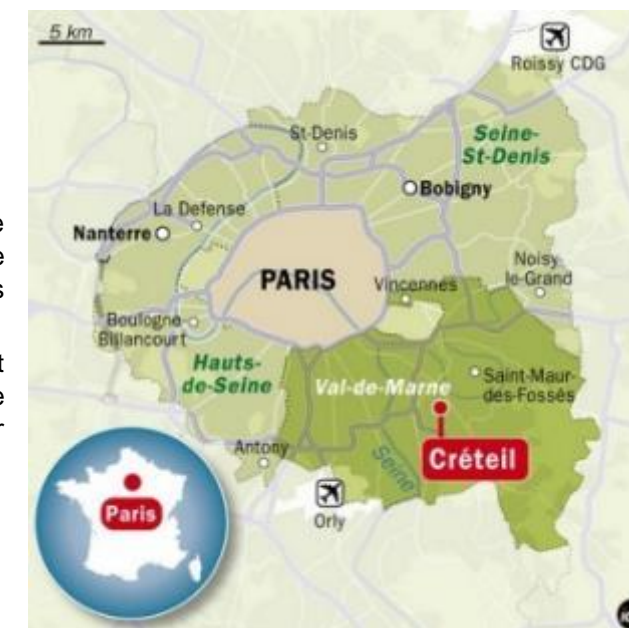 5 km
Roissy CDG
St-Denis
Seine-
St-Denis
Bobigny
La Defense
Nanterre
Noisy-
le-Grand
PARIS
Vincennes
Boulogne-
Billancourt
Hauts-
de-Seine
Val-de-Marne
Saint-Maur-
des-Fossés
Antony
Seine
Créteil
Orly
Paris
e
e
s
t
e
r